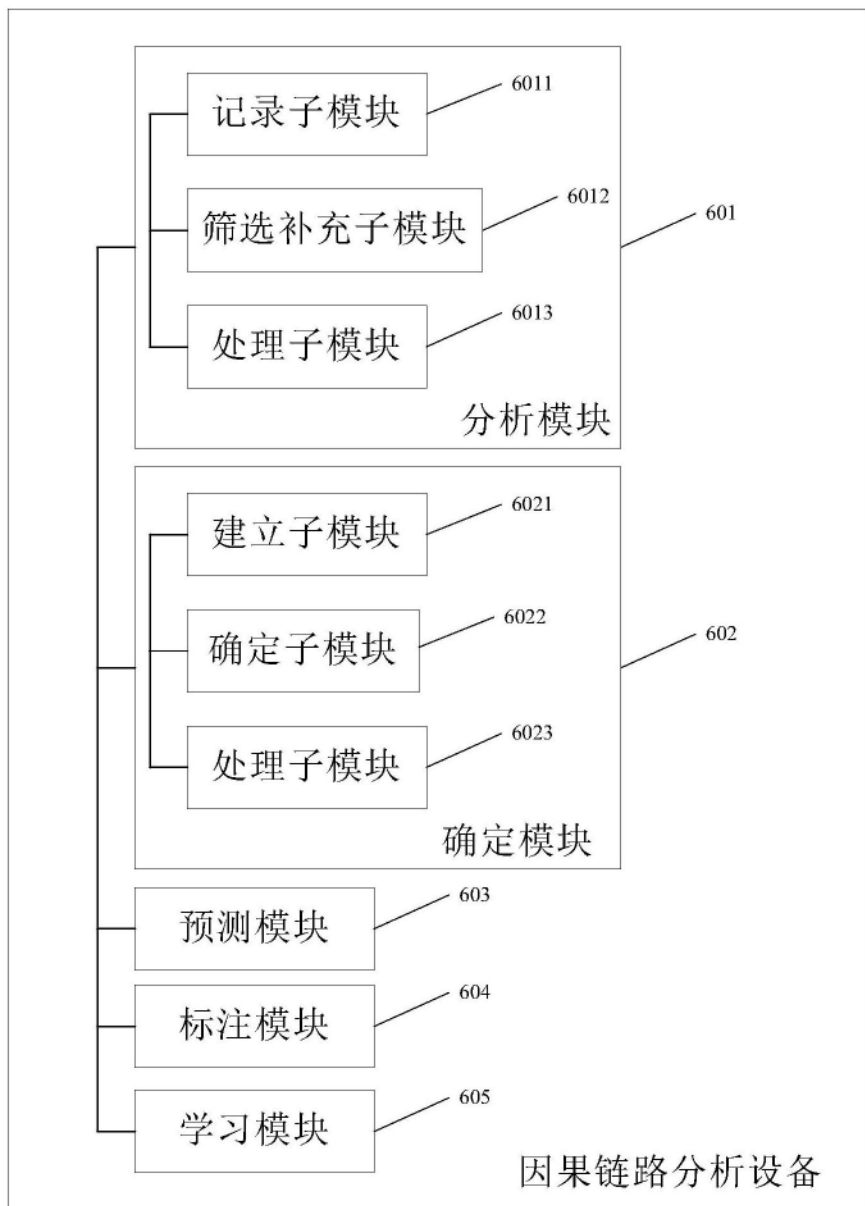 记录子模块
6011
筛选补充子模块
6012
处理子模块
6013
分析模块
601
建立子模块
6021
确定子模块
6022
处理子模块
6023
确定模块
602
预测模块
603
标注模块
604
学习模块
605
因果链路分析设备